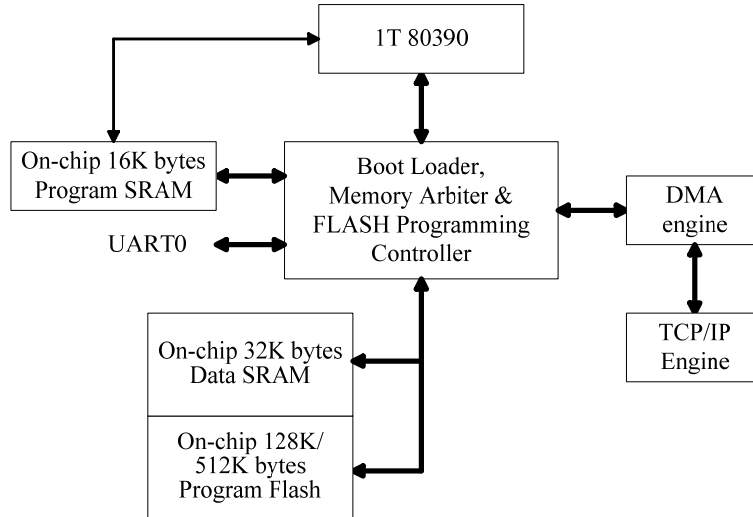 1T 80390
On-chip 16K bytes
Program SRAM
Boot Loader,
Memory Arbiter &
FLASH Programming
Controller
DMA
engine
UART0
TCP/IP
Engine
On-chip 32K bytes
Data SRAM
On-chip 128K/
512K bytes
Program Flash